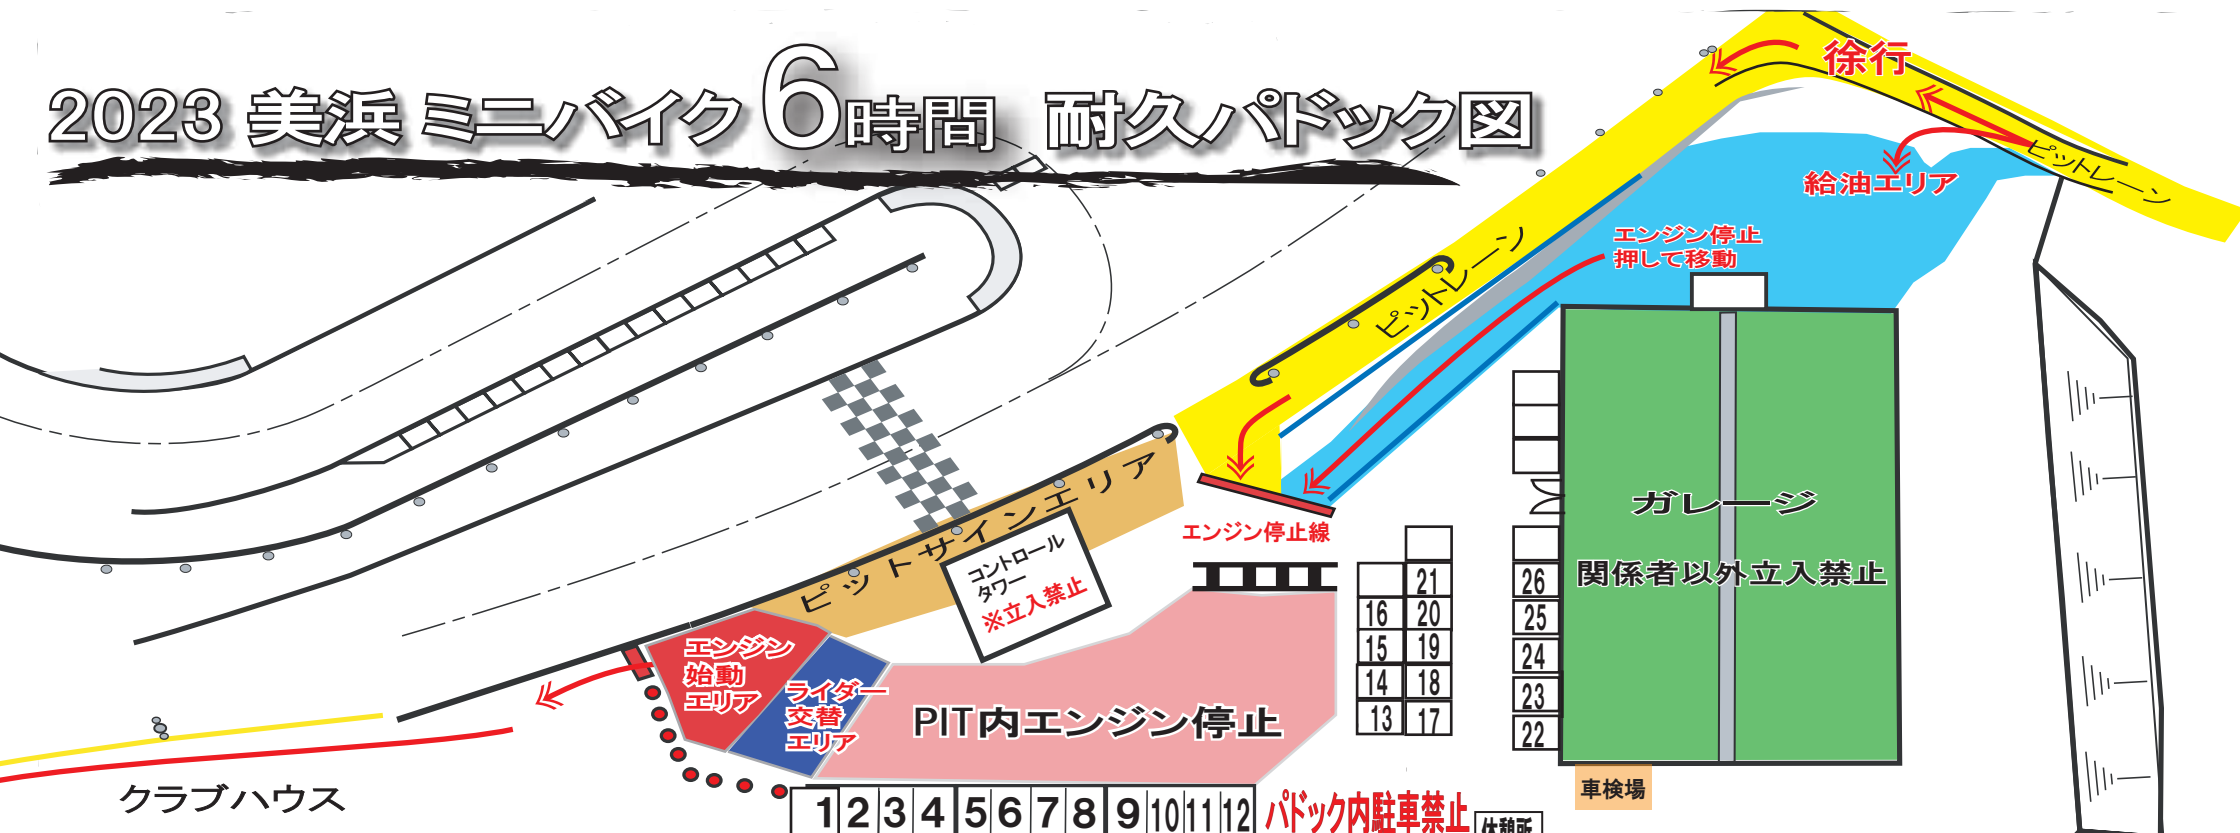 2023 美浜 ミニバイク 6時間 耐久パドック図
徐行
ピットレーン
給油エリア
エンジン停止
押して移動
ピットレーン
ピットサインエリア
エンジン停止線
コントロール
タワー
※立入禁止
ガレージ
関係者以外立入禁止
エンジン
始動
エリア
ライダー
交替
エリア
PIT内エンジン停止
21
16 20
15 19
14 18
13 17
26
25
24
23
22
車検場
クラブハウス
1 2 3 4 5 6 7 8 9 10 11 12
パドック内駐車禁止
休憩所